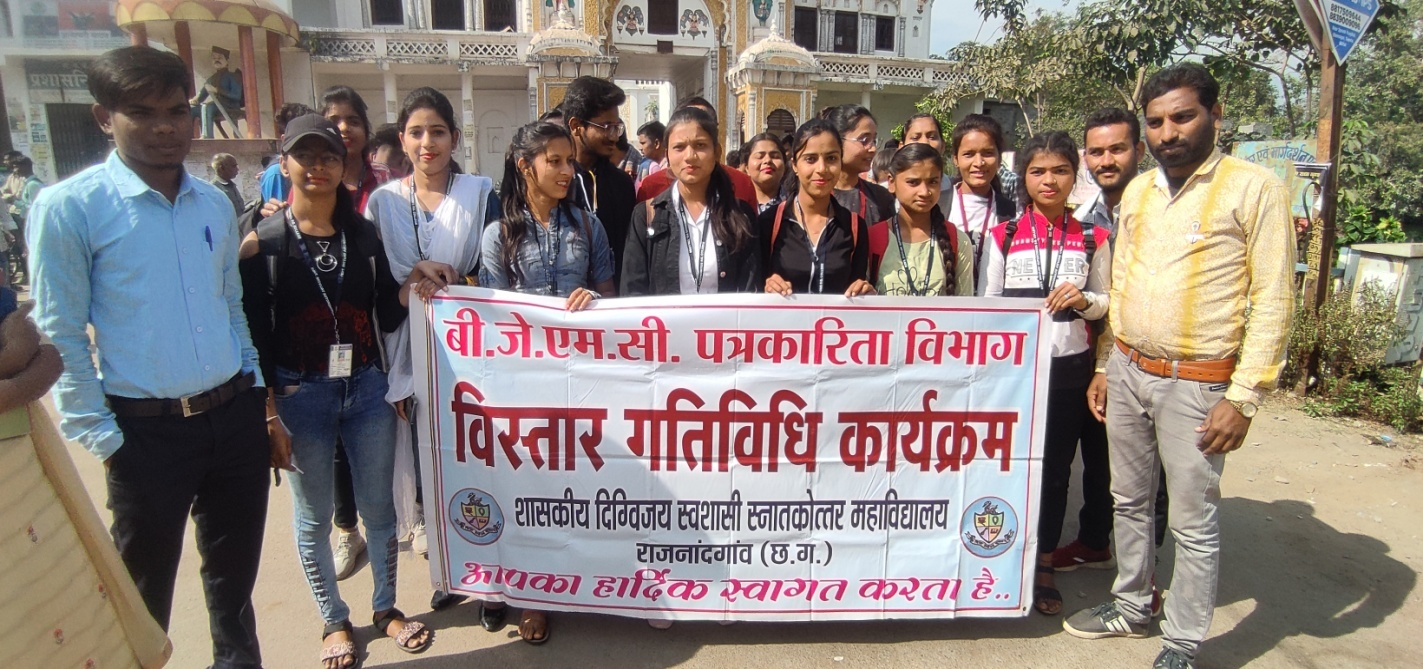 बी.जे.एम.सी. पत्रकारिता विभाग
विस्तार गतिविधि कार्यक्रम
शासकीय दिग्विजय स्वशासी स्नातकोत्तर महाविद्यालय
राजनांदगांव (छ.ग.)
आपका हार्दिक स्वागत करता है..